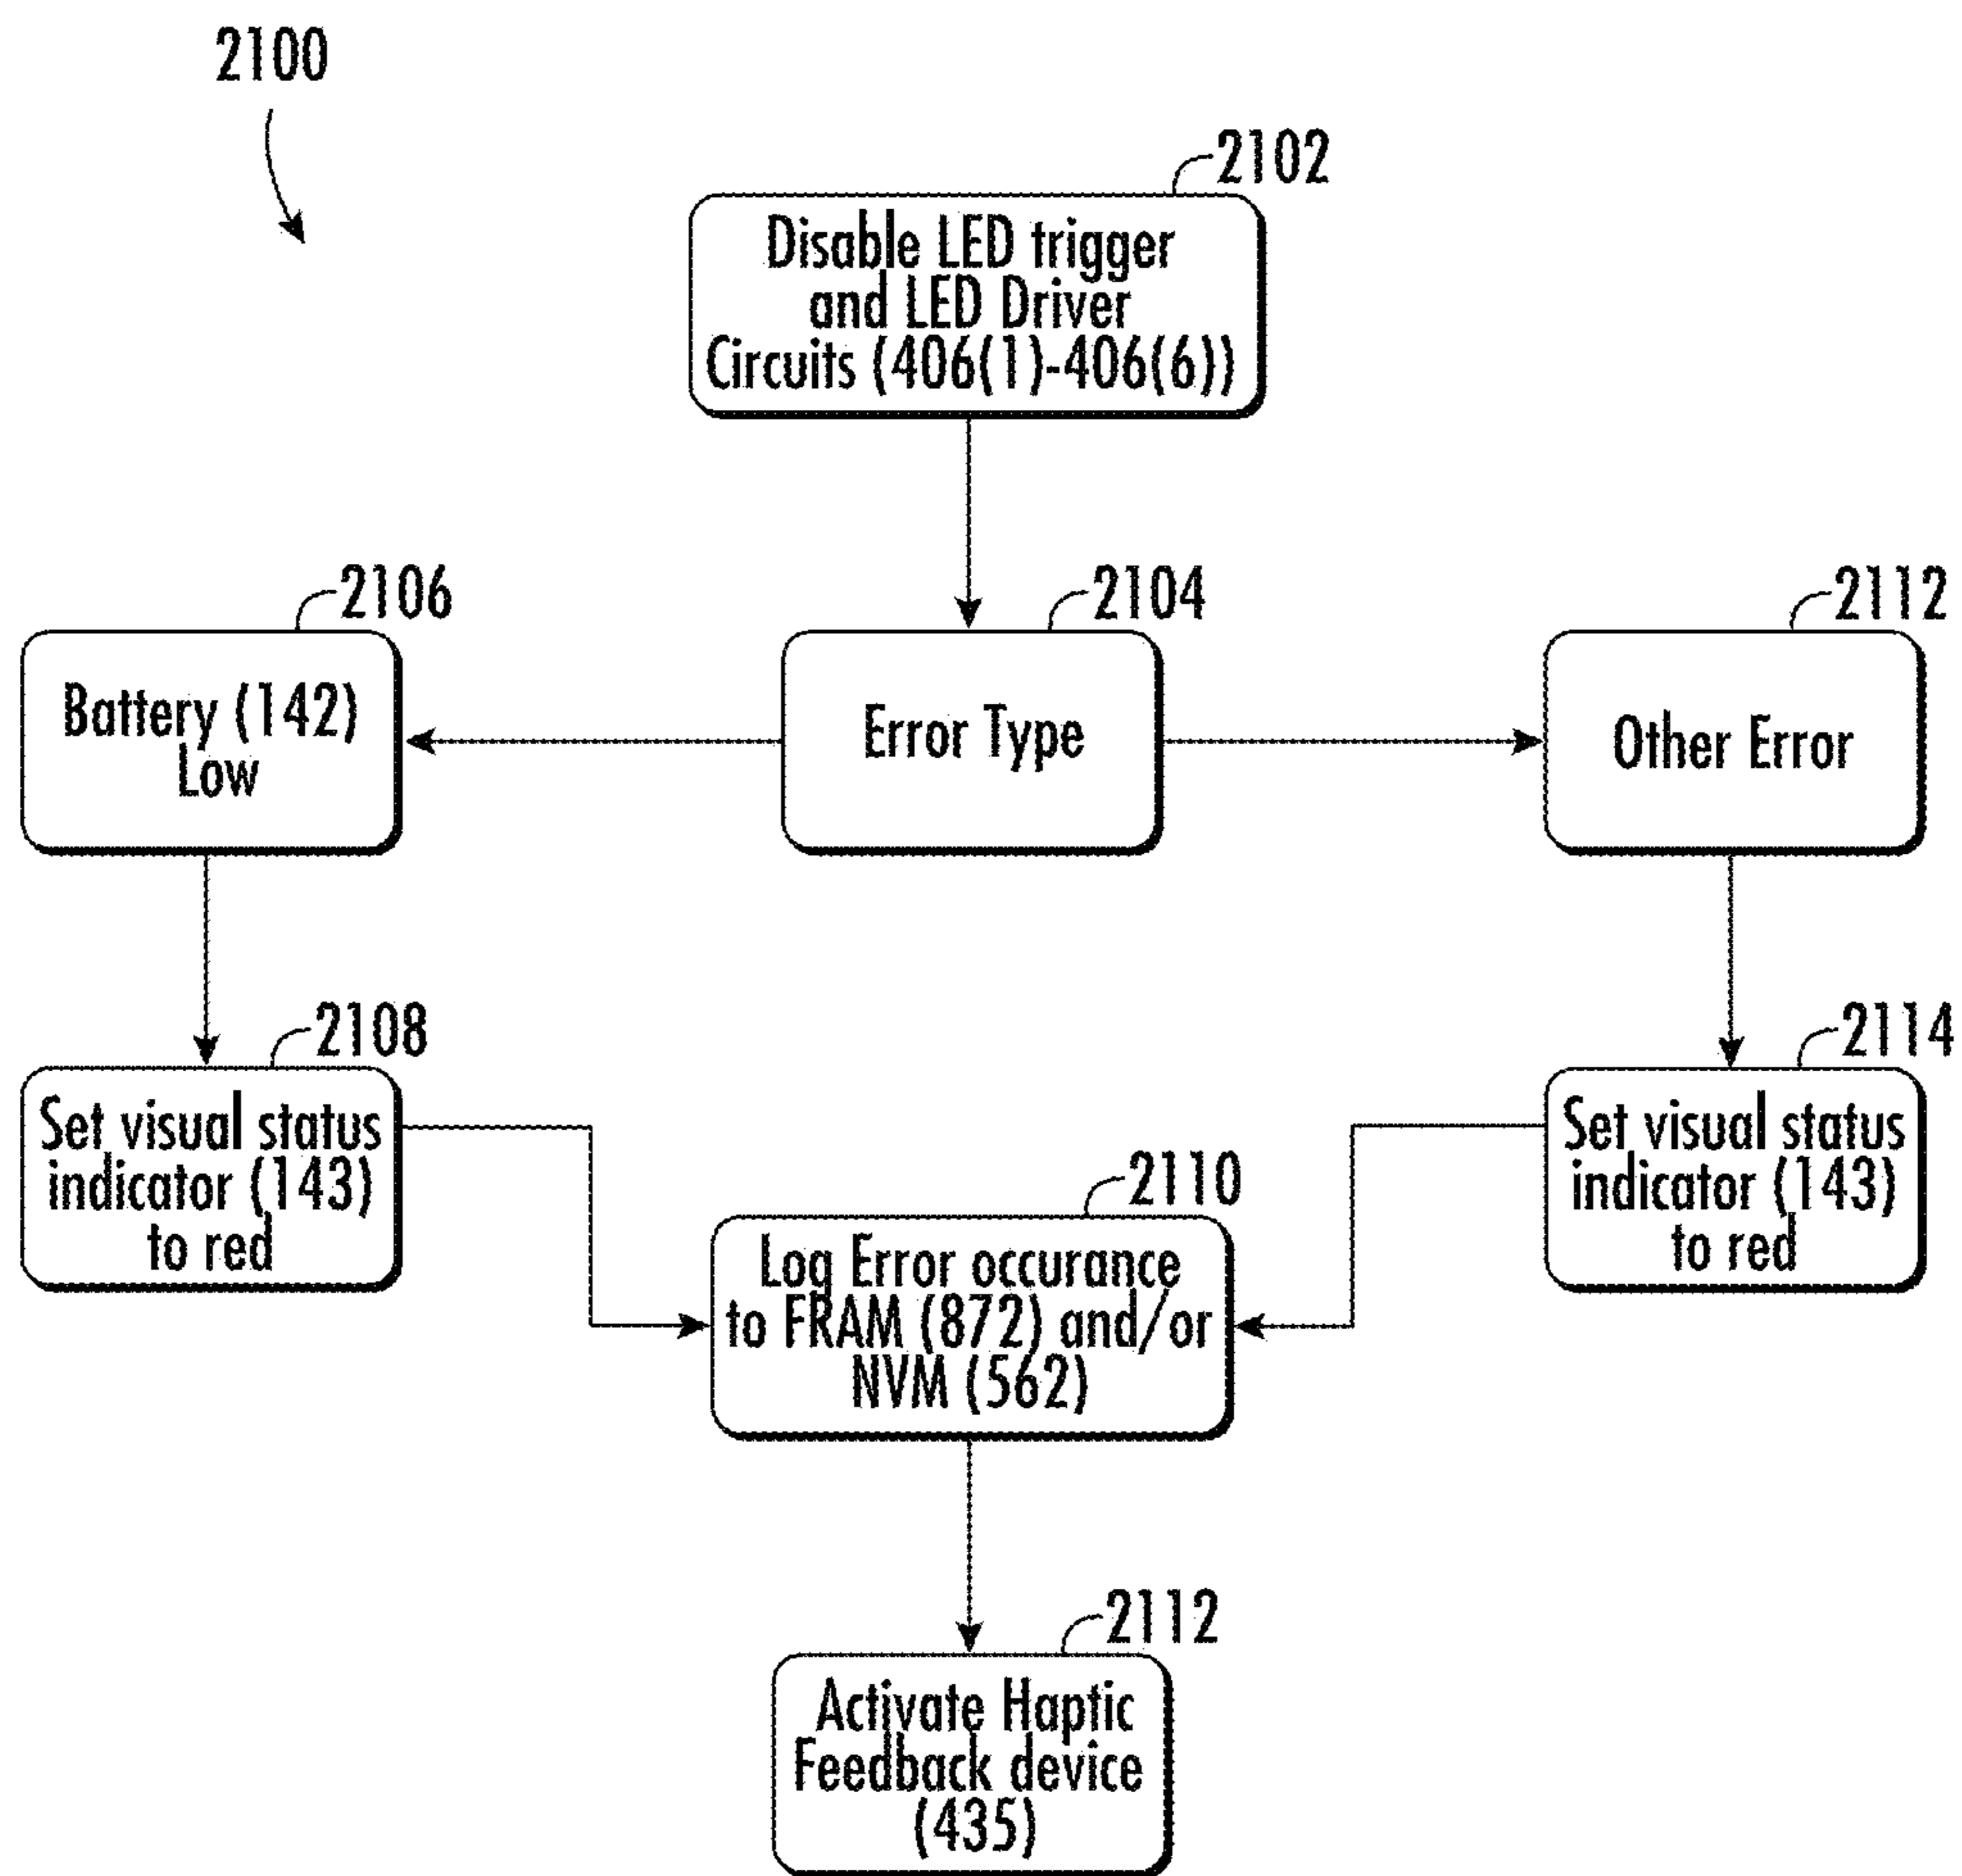 2100
2102
Disable LED trigger
and LED Driver
Circuits (406(1)-406(6))
2106
Battery (142)
Low
2104
Error Type
2112
Other Error
2108
Set visual status
indicator (143)
to red
2114
Set visual status
indicator (143)
to red
2110
Log Error occurance
to FRAM (872) and/or
NVM (562)
2112
Activate Haptic
Feedback device
(435)